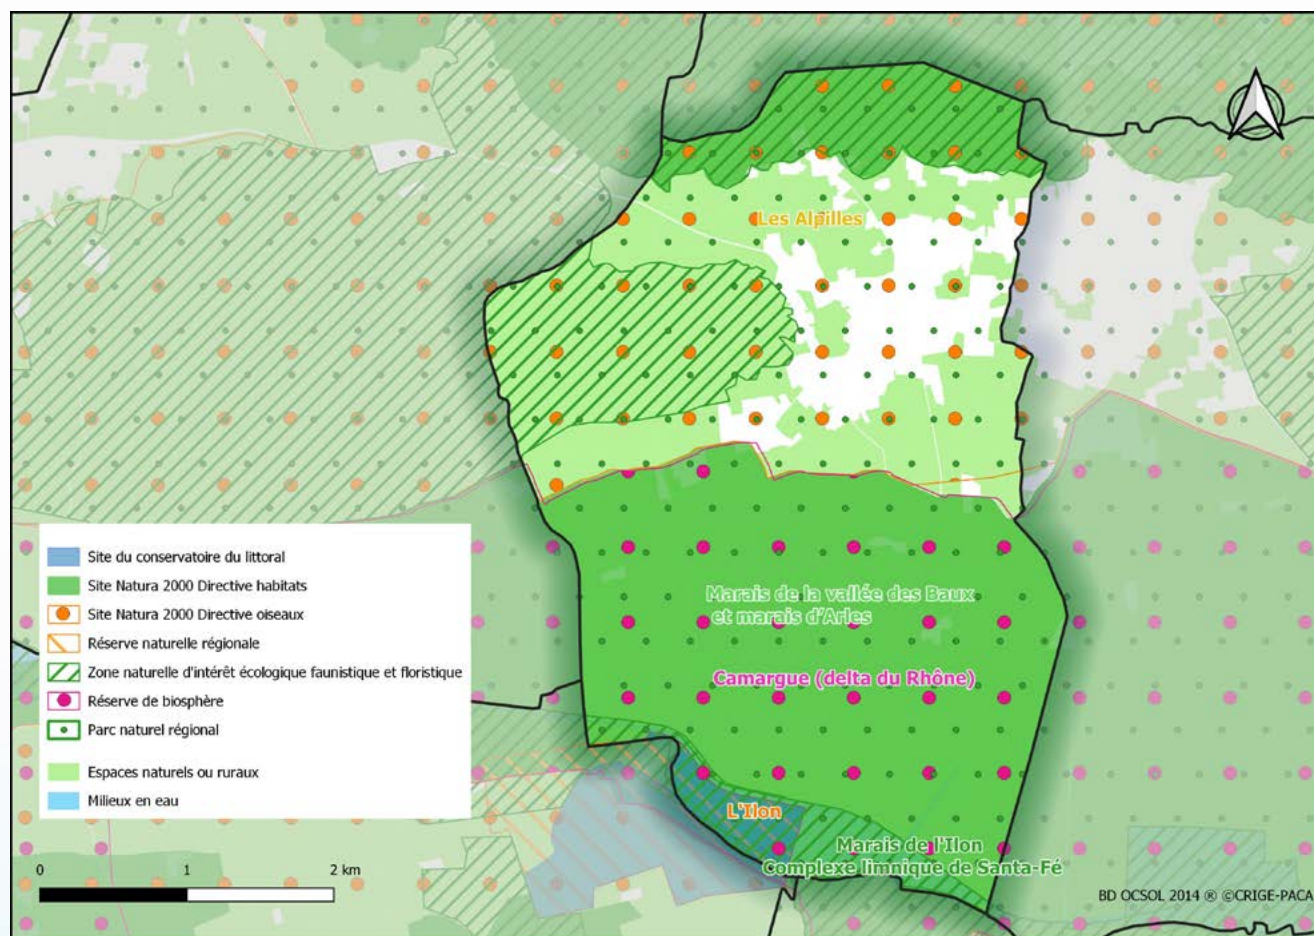 Les Alpilles
Marais de la vallée des Baux
et marais d'Arles
Camargue (delta du Rhône)
L'Ilon
Marais de l'Ilon
Complexe limnique de Santa-Fé
Site du conservatoire du littoral
Site Natura 2000 Directive habitats
Site Natura 2000 Directive oiseaux
Réserve naturelle régionale
Zone naturelle d'intérêt écologique faunistique et floristique
Réserve de biosphère
Parc naturel régional
Espaces naturels ou ruraux
Milieux en eau
0 1 2 km
BD OCSOL 2014 ® ©CRIGE-PACA